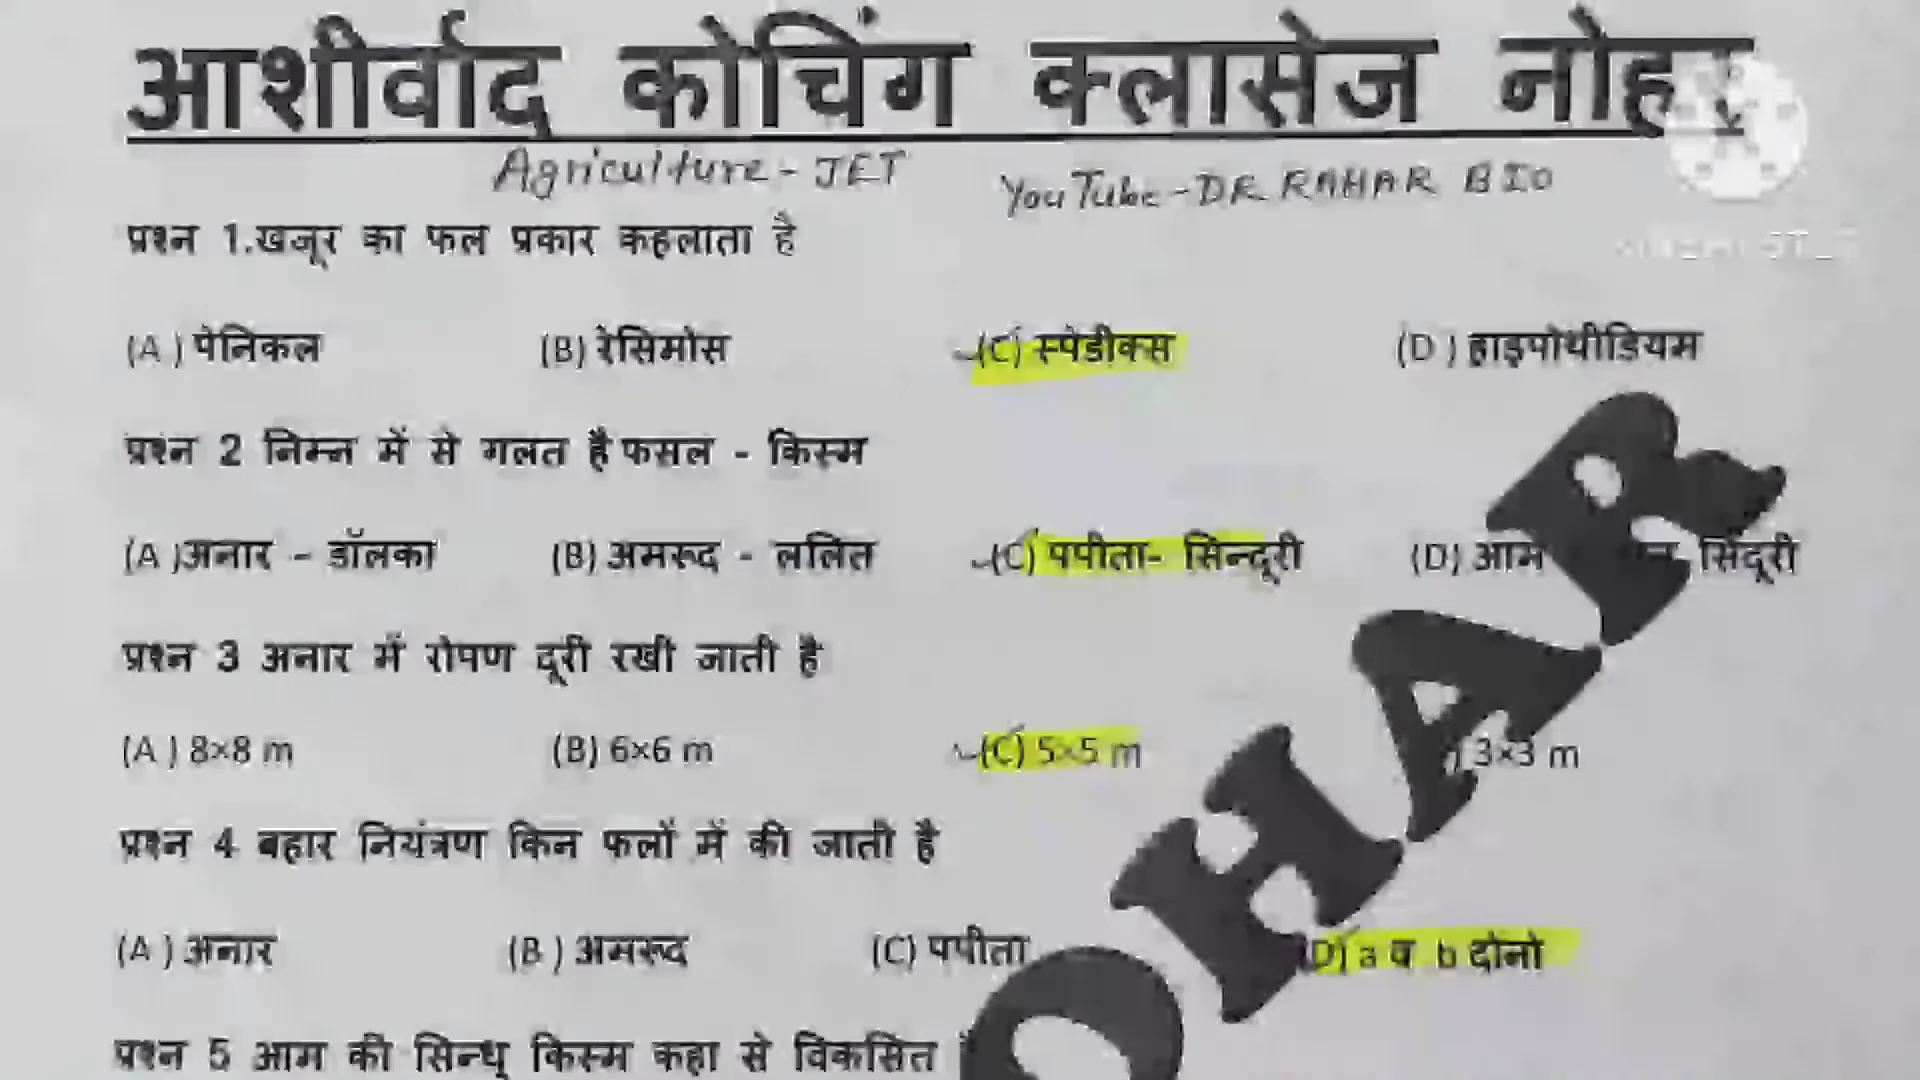 आशीर्वाद कोचिंग क्लासेज नोहर
Agriculture - JET YouTube - DR RAHAR BIO
प्रश्न 1.खजूर का फल प्रकार कहलाता है
(A ) पेनिकल (B) रेसिमोस (C) स्पेडीक्स (D ) हाइपोथीडियम
प्रश्न 2 निम्न में से गलत है फसल - किस्म
(A )अनार - डॉलका (B) अमरूद - ललित (C) पपीता- सिन्दूरी (D) आम सिंदूरी
प्रश्न 3 अनार में रोपण दूरी रखी जाती है
(A ) 8×8 m (B) 6×6 m (C) 5×5 m ) 3×3 m
प्रश्न 4 बहार नियंत्रण किन फलों में की जाती है
(A ) अनार (B ) अमरूद (C) पपीता (D) a व b दोनो
प्रश्न 5 आम की सिन्धु किस्म कहा से विकसित
OHAR